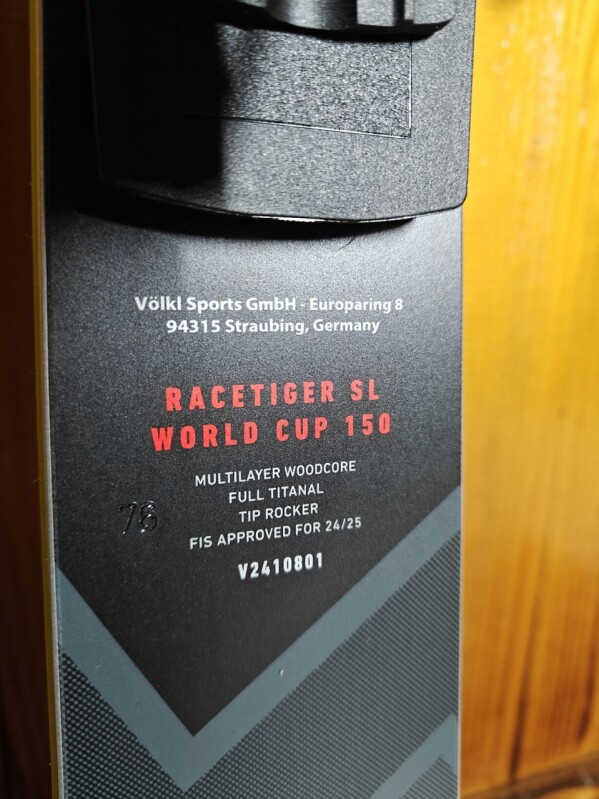 Völkl Sports GmbH - Europaring 8
94315 Straubing, Germany
RACETIGER SL
WORLD CUP 150
MULTILAYER WOODCORE
FULL TITANAL
TIP ROCKER
78
FIS APPROVED FOR 24/25
V2410801